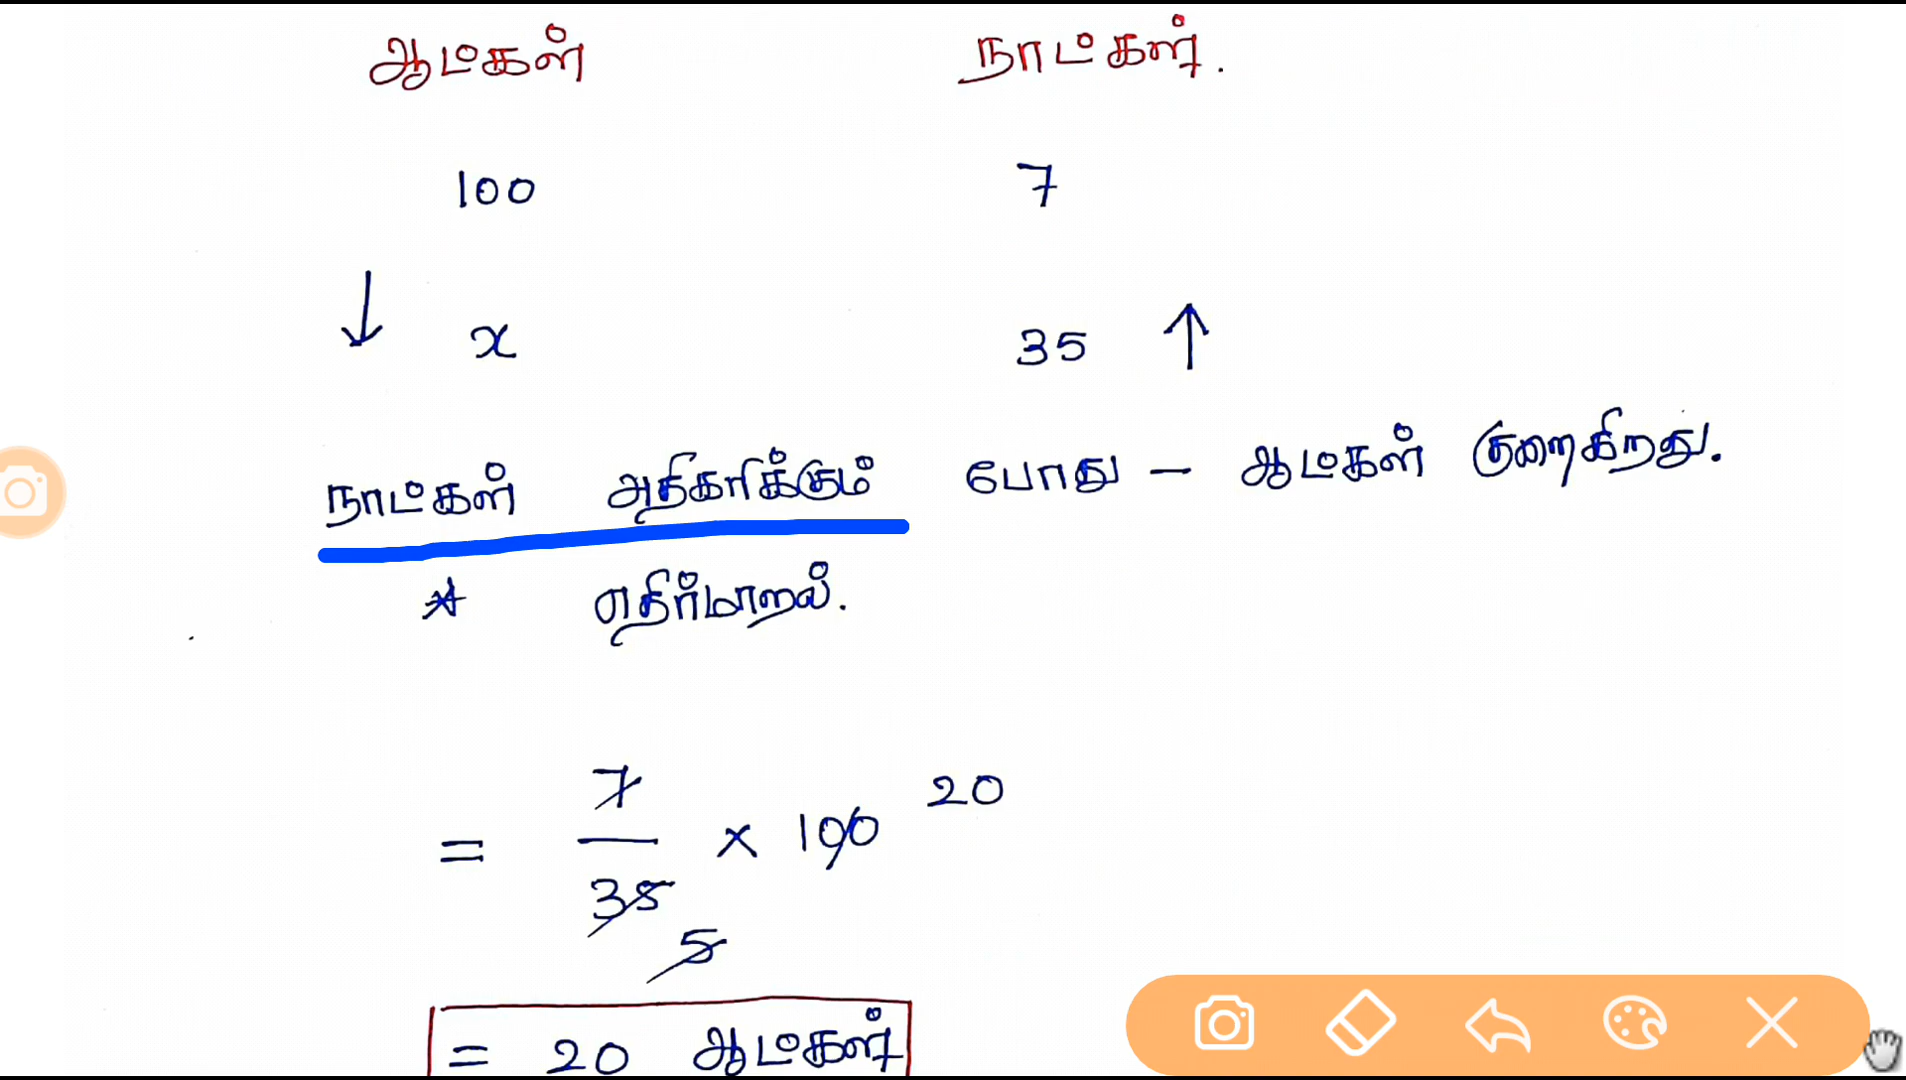 ஆட்கள் நாட்கள்.
100 7
↓ x 35 ↑
நாட்கள் அதிகரிக்கும் போது - ஆட்கள் குறைகிறது.
* எதிர்மாறல்.
= 7/35 × 100 20
5
= 20 ஆட்கள்